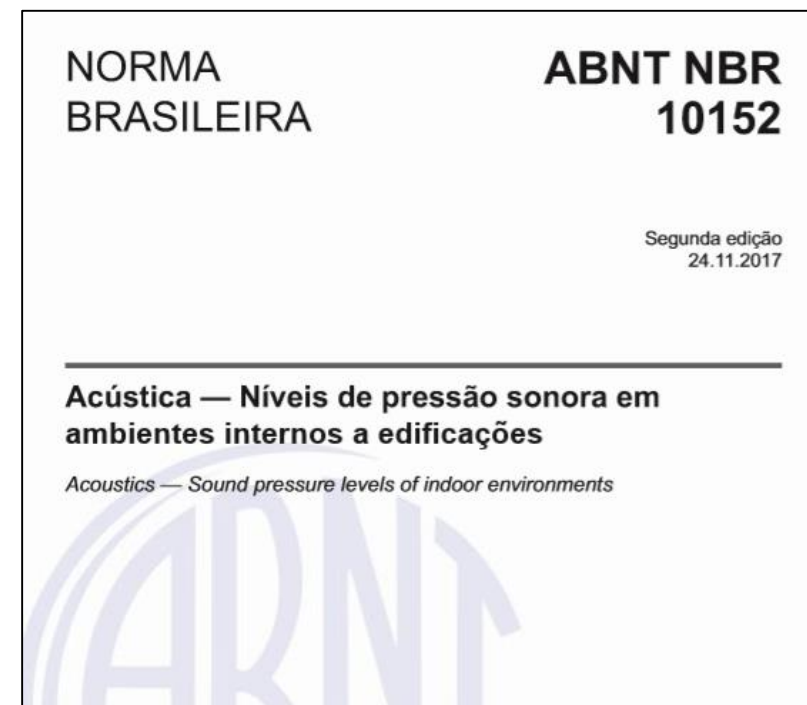 NORMA
BRASILEIRA
ABNT NBR
10152
Segunda edição
24.11.2017
Acústica — Níveis de pressão sonora em
ambientes internos a edificações
Acoustics — Sound pressure levels of indoor environments
ABNT